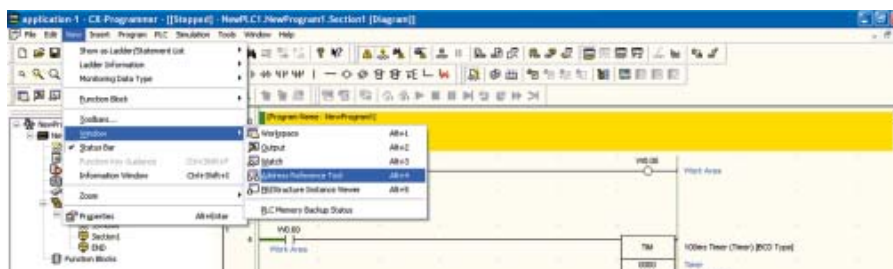 application-1 - CX-Programmer - [[Stopped] - NewPLC1.NewProgram1.Section1 [Diagram]]
File Edit View Insert Program PLC Simulation Tools Window Help
Show as Ladder/Statement List
Ladder Information
Monitoring Data Type
Function Block
Toolbars...
Window
Status Bar
Information Window Ctrl+Shift+I
Zoom
Properties Alt+Enter
[Program Name : NewProgram1]
Workspace Alt+1
Output Alt+2
Watch Alt+3
Address Reference Tool Alt+4
FB/Structure Instance Viewer Alt+5
PLC Memory Backup Status
W0.00
Work Area
W0.00
Work Area
Section1
END
Function Blocks
TIM
100ms Timer (Timer) [BCD Type]
0000
Timer